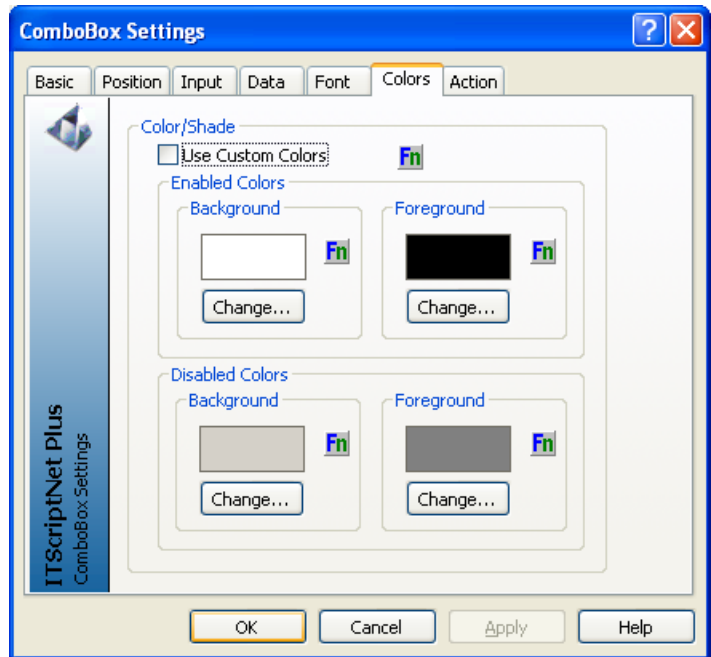 ComboBox Settings
?
Basic Position Input Data Font Colors Action
Color/Shade
Use Custom Colors Fn
Enabled Colors
Background Foreground
Fn Fn
Change... Change...
Disabled Colors
Background Foreground
Fn Fn
Change... Change...
ITScriptNet Plus
ComboBox Settings
OK Cancel Apply Help